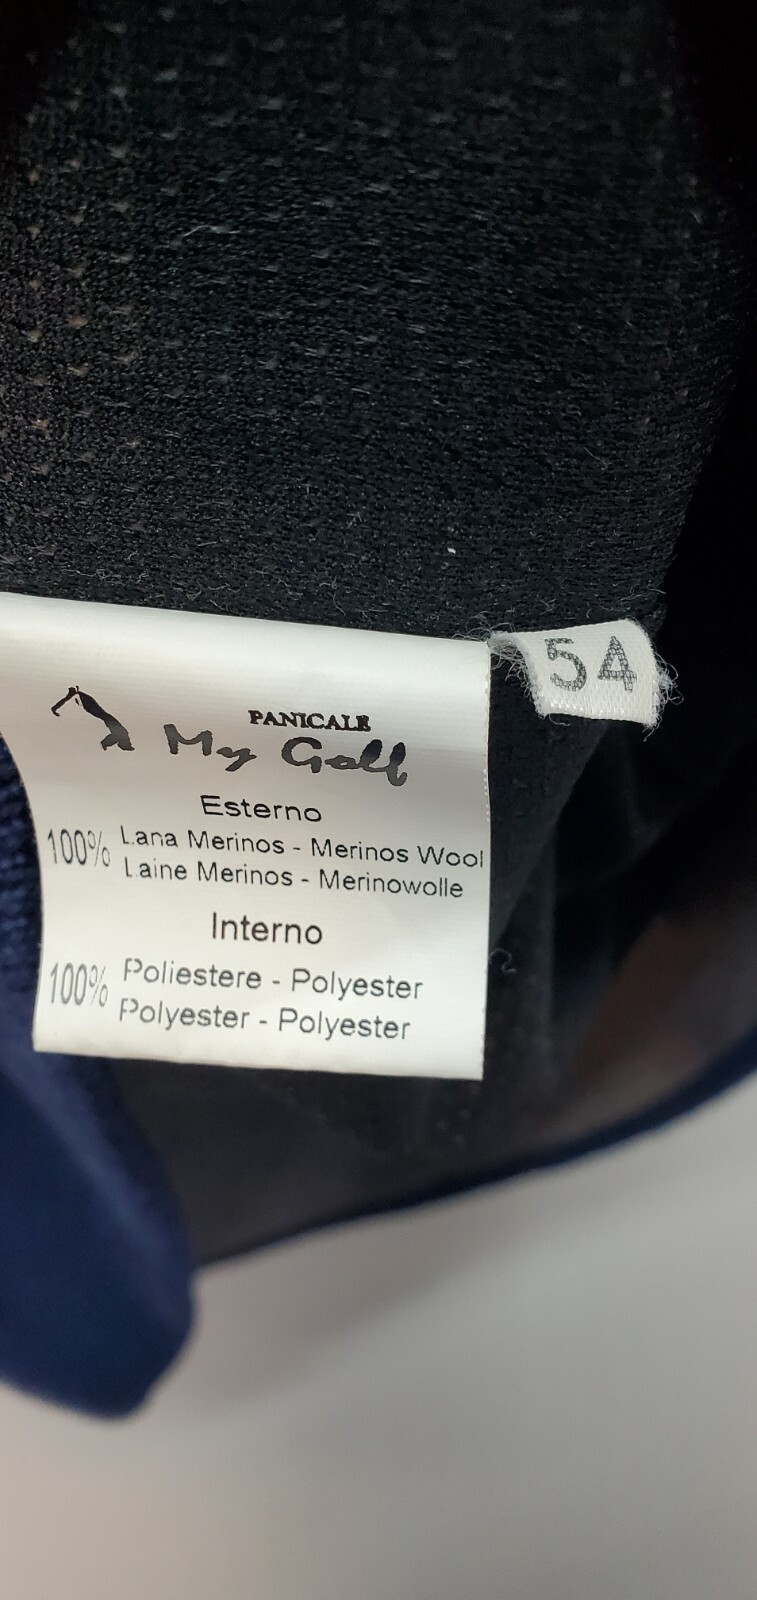 54
PANICALE
My Golf
Esterno
100% Lana Merinos - Merinos Wool
Laine Merinos - Merinowolle
Interno
100% Poliestere - Polyester
Polyester - Polyester